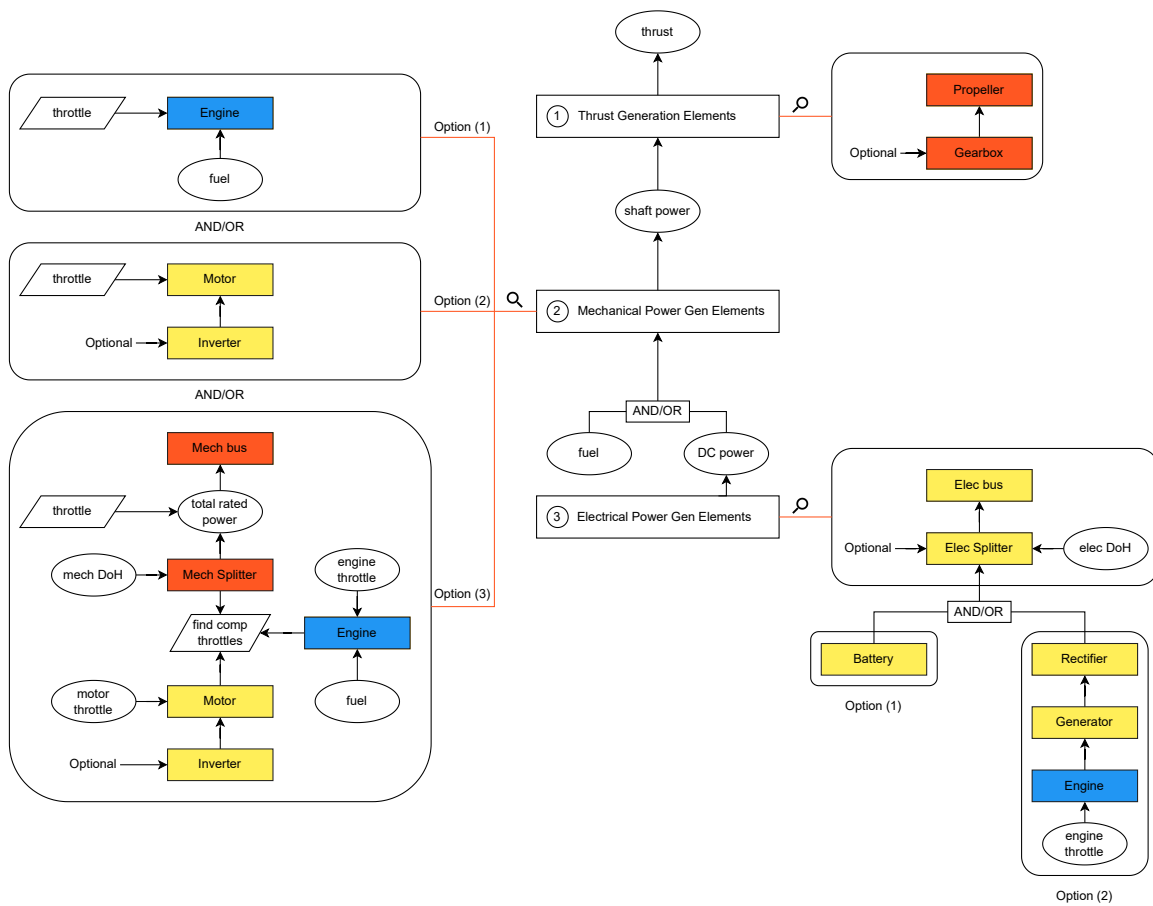 thrust
throttle
Engine
fuel
Option (1)
AND/OR
throttle
Motor
Optional
Inverter
Option (2)
AND/OR
Mech bus
throttle
total rated
power
mech DoH
Mech Splitter
engine
throttle
find comp
throttles
Engine
motor
throttle
Motor
fuel
Optional
Inverter
Option (3)
1 Thrust Generation Elements
shaft power
2 Mechanical Power Gen Elements
AND/OR
fuel
DC power
3 Electrical Power Gen Elements
Propeller
Optional
Gearbox
Elec bus
Optional
Elec Splitter
elec DoH
AND/OR
Battery
Option (1)
Rectifier
Generator
Engine
engine
throttle
Option (2)